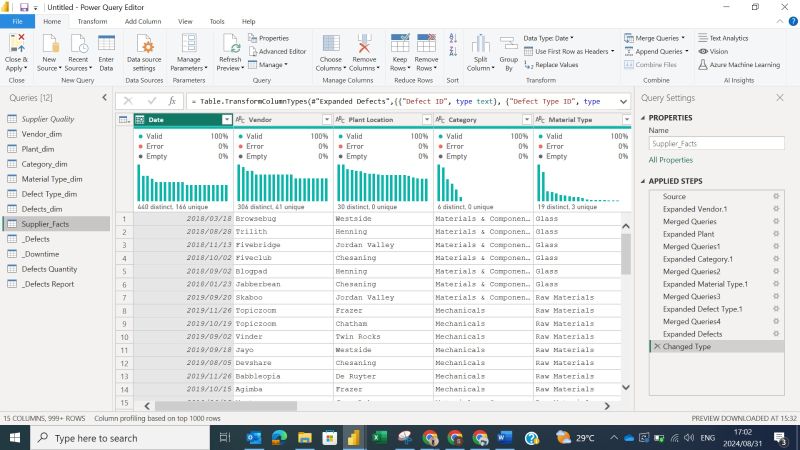 Untitled - Power Query Editor
File Home Transform Add Column View Tools Help
Close & Apply
New Source
Recent Sources
Enter Data
Data source settings
Manage Parameters
Refresh Preview
Properties
Advanced Editor
Manage
Choose Columns
Remove Columns
Keep Rows
Remove Rows
Split Column
Group By
Data Type: Date
Use First Row as Headers
Replace Values
Merge Queries
Append Queries
Combine Files
Text Analytics
Vision
Azure Machine Learning
Close New Query Data Sources Parameters Query Manage Columns Reduce Rows Sort Transform Combine AI Insights
Queries [12]
Supplier Quality
Vendor_dim
Plant_dim
Category_dim
Material Type_dim
Defect Type_dim
Defects_dim
Supplier_Facts
_Defects
_Downtime
Defects Quantity
_Defects Report
= Table.TransformColumnTypes(#"Expanded Defects",{{"Defect ID", type text}, {"Defect Type ID", type
Date Vendor Plant Location Category Material Type
Valid 100% Valid 100% Valid 100% Valid 100% Valid 100%
Error 0% Error 0% Error 0% Error 0% Error 0%
Empty 0% Empty 0% Empty 0% Empty 0% Empty 0%
440 distinct, 166 unique 306 distinct, 41 unique 30 distinct, 0 unique 6 distinct, 0 unique 19 distinct, 3 unique
1 2018/03/18 Browsebug Westside Materials & Componen... Glass
2 2018/08/28 Trilith Henning Materials & Componen... Glass
3 2018/11/13 Fivebridge Jordan Valley Materials & Componen... Glass
4 2018/10/02 Fiveclub Chesaning Materials & Componen... Glass
5 2018/09/02 Blogpad Henning Materials & Componen... Glass
6 2018/01/23 Jabberbean Chesaning Materials & Componen... Glass
7 2019/09/20 Skaboo Jordan Valley Materials & Componen... Raw Materials
8 2019/11/26 Topiczoom Frazer Mechanicals Raw Materials
9 2019/10/19 Topiczoom Chatham Mechanicals Raw Materials
10 2019/09/02 Vinder Twin Rocks Mechanicals Raw Materials
11 2019/09/18 Jayo Westside Mechanicals Raw Materials
12 2018/02/05 Devshare Chesaning Mechanicals Raw Materials
13 2019/11/26 Babbleopia De Ruyter Mechanicals Raw Materials
14 2019/10/15 Agimba Frazer Mechanicals Raw Materials
15
Query Settings
PROPERTIES
Name
Supplier_Facts
All Properties
APPLIED STEPS
Source
Expanded Vendor.1
Merged Queries
Expanded Plant
Merged Queries1
Expanded Category.1
Merged Queries2
Expanded Material Type.1
Merged Queries3
Expanded Defect Type.1
Merged Queries4
Expanded Defects
Changed Type
15 COLUMNS, 999+ ROWS Column profiling based on top 1000 rows PREVIEW DOWNLOADED AT 15:32
Type here to search
29°C
ENG
17:02
2024/08/31